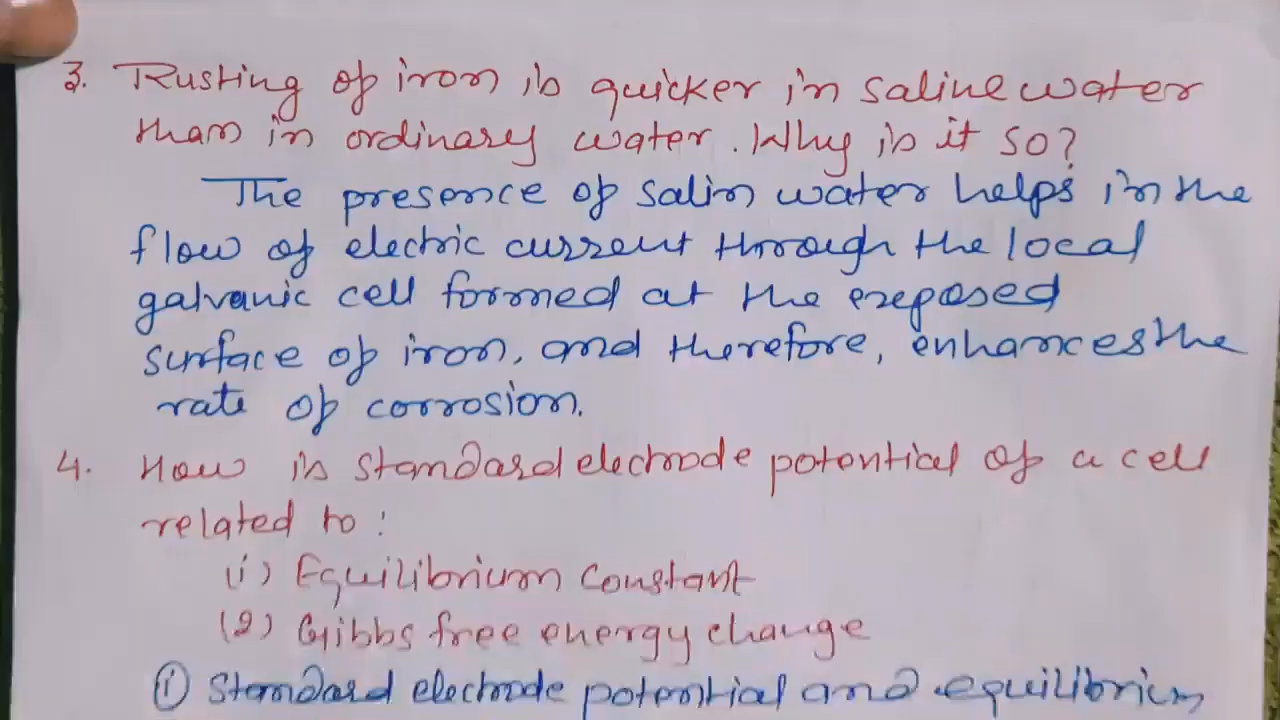 3. Rusting of iron is quicker in saline water
than in ordinary water. Why is it so?
The presence of salin water helps in the
flow of electric current through the local
galvanic cell formed at the exposed
surface of iron, and therefore, enhances the
rate of corrosion.
4. How is standard electrode potential of a cell
related to:
(i) Equilibrium Constant
(2) Gibbs free energy change
① Standard electrode potential and equilibrium